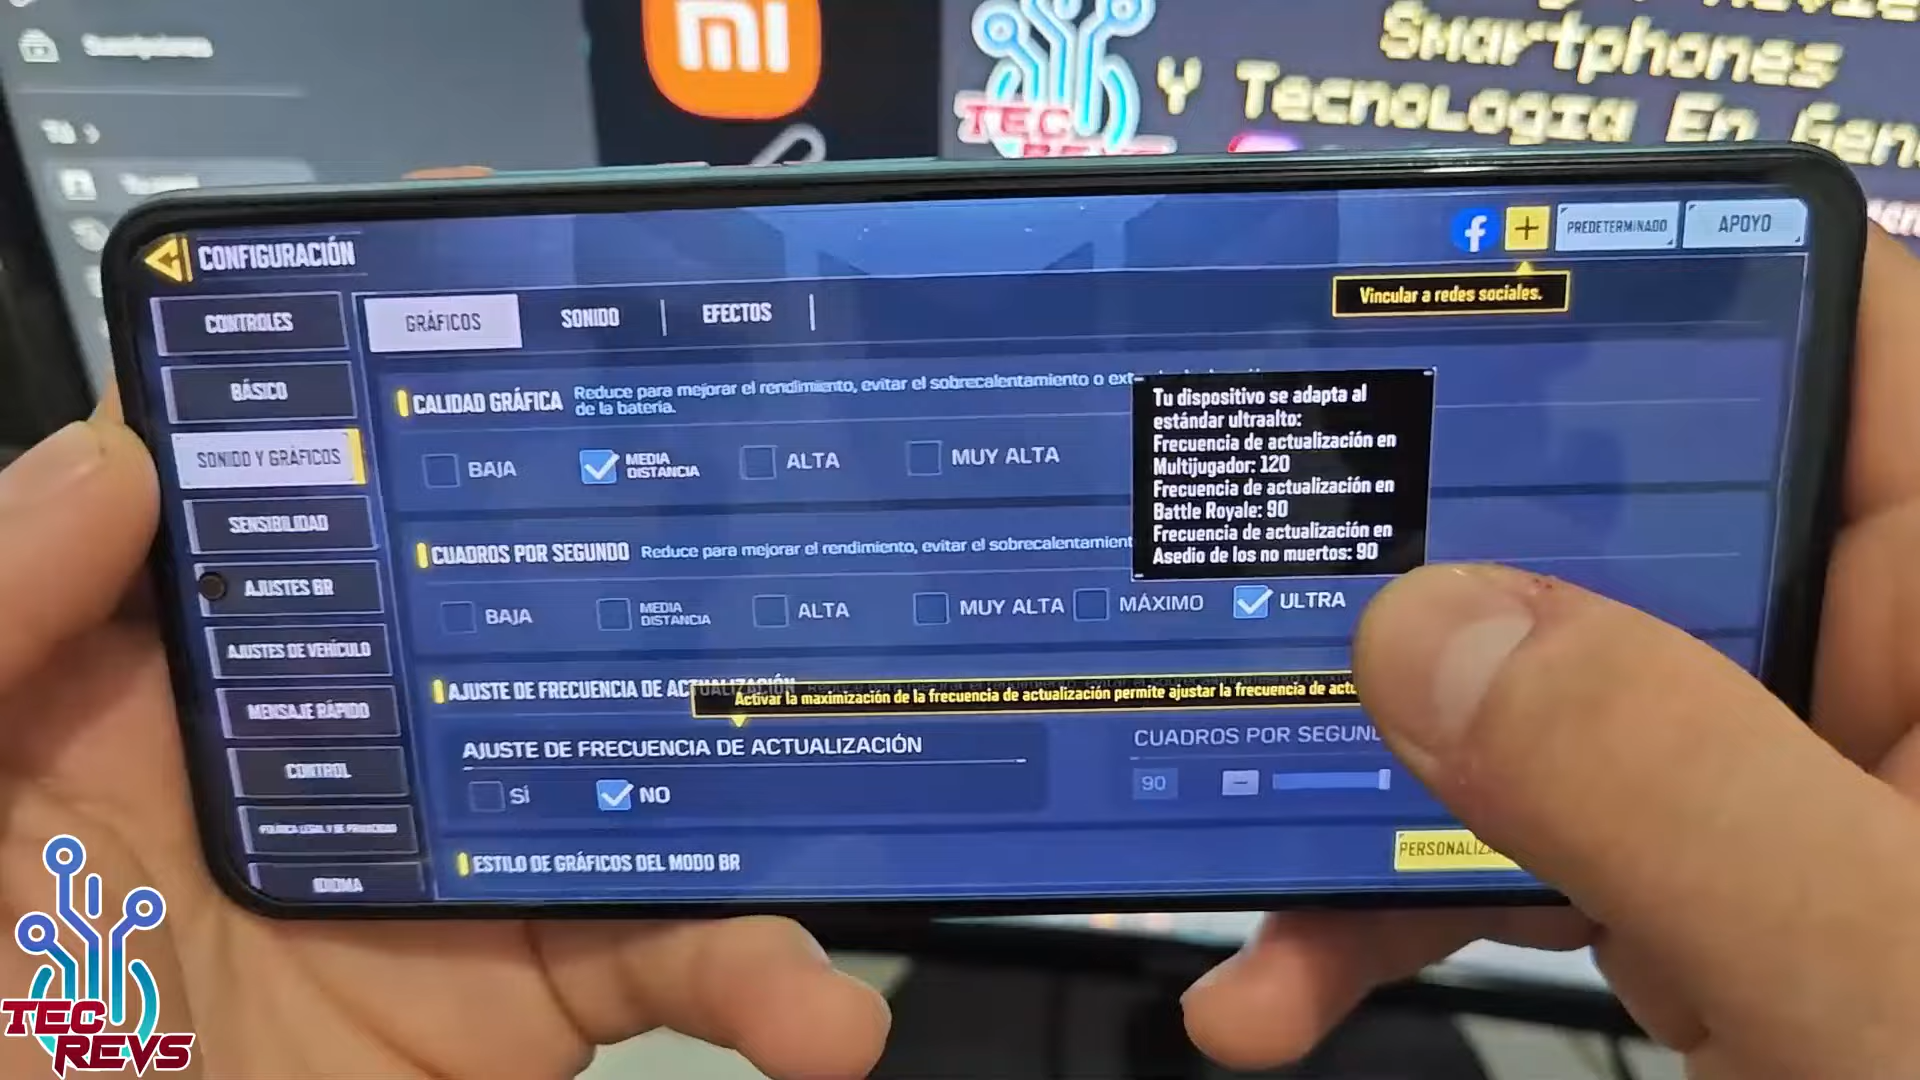 Smartphones
Y Tecnologia En Gen
TEC
CONFIGURACIÓN
PREDETERMINADO
APOYO
Vincular a redes sociales.
CONTROLES
BÁSICO
SONIDO Y GRÁFICOS
SENSIBILIDAD
AJUSTES BR
AJUSTES DE VEHÍCULO
MENSAJE RÁPIDO
CONTROL
POLÍTICA LEGAL Y DE PRIVACIDAD
IDIOMA
GRÁFICOS
SONIDO
EFECTOS
CALIDAD GRÁFICA
Reduce para mejorar el rendimiento, evitar el sobrecalentamiento o ext
de la batería.
BAJA
MEDIA
DISTANCIA
ALTA
MUY ALTA
Tu dispositivo se adapta al
estándar ultraalto:
Frecuencia de actualización en
Multijugador: 120
Frecuencia de actualización en
Battle Royale: 90
Frecuencia de actualización en
Asedio de los no muertos: 90
CUADROS POR SEGUNDO
Reduce para mejorar el rendimiento, evitar el sobrecalentamient
BAJA
MEDIA
DISTANCIA
ALTA
MUY ALTA
MÁXIMO
ULTRA
AJUSTE DE FRECUENCIA DE ACTUALIZACIÓN
Activar la maximización de la frecuencia de actualización permite ajustar la frecuencia de actu
AJUSTE DE FRECUENCIA DE ACTUALIZACIÓN
SÍ
NO
CUADROS POR SEGUN
90
ESTILO DE GRÁFICOS DEL MODO BR
PERSONALIZA
TEC
REVS